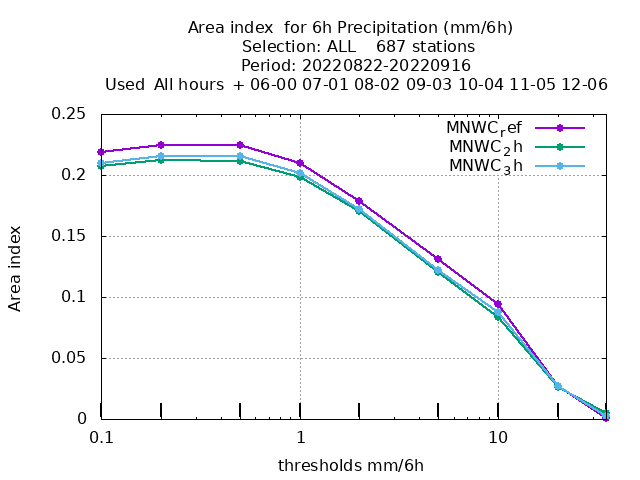 Area index  for 6h Precipitation (mm/6h)
Selection: ALL    687 stations
Period: 20220822-20220916
Used  All hours  + 06-00 07-01 08-02 09-03 10-04 11-05 12-06
0.25
0.2
0.15
0.1
0.05
0
Area index
MNWC_ref
MNWC_2h
MNWC_3h
0.1 1 10
thresholds mm/6h